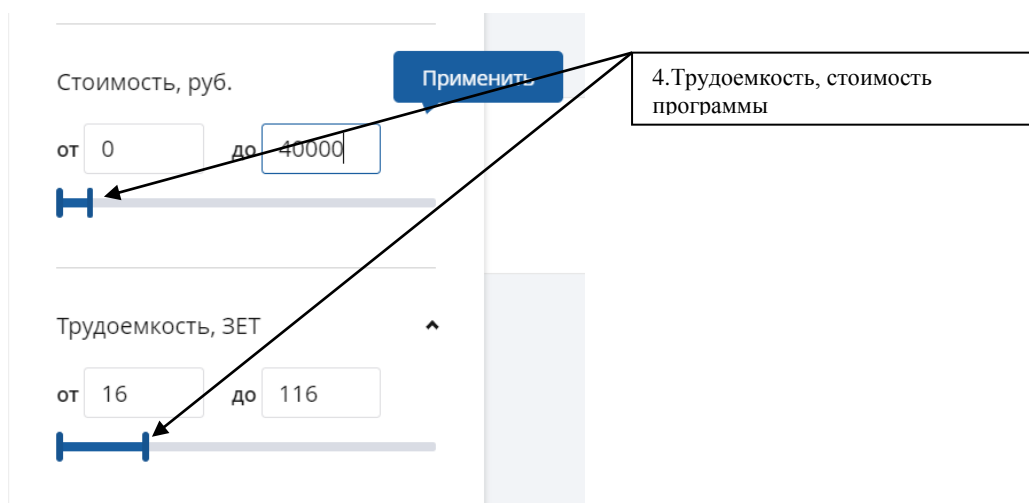 Стоимость, руб.
Применить
4.Трудоемкость, стоимость
программы
от 0 до 40000
Трудоемкость, ЗЕТ
от 16 до 116